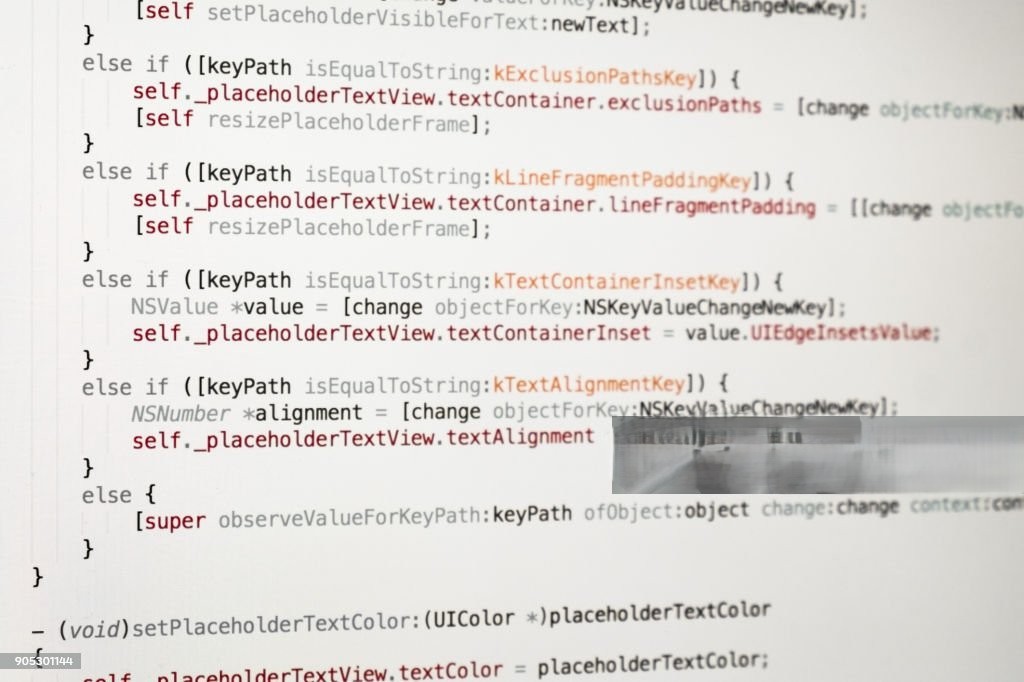 [self setPlaceholderVisibleForText:newText];
}
else if ([keyPath isEqualToString:kExclusionPathsKey]) {
self._placeholderTextView.textContainer.exclusionPaths = [change objectForKey:
[self resizePlaceholderFrame];
}
else if ([keyPath isEqualToString:kLineFragmentPaddingKey]) {
self._placeholderTextView.textContainer.lineFragmentPadding = [[change objectFo
[self resizePlaceholderFrame];
}
else if ([keyPath isEqualToString:kTextContainerInsetKey]) {
NSValue *value = [change objectForKey:NSKeyValueChangeNewKey];
self._placeholderTextView.textContainerInset = value.UIEdgeInsetsValue;
}
else if ([keyPath isEqualToString:kTextAlignmentKey]) {
NSNumber *alignment = [change objectForKey:NSKeyValueChangeNewKey];
self._placeholderTextView.textAlignment
}
else {
[super observeValueForKeyPath:keyPath ofObject:object change:change context:con
}
}
– (void)setPlaceholderTextColor:(UIColor *)placeholderTextColor
{
self._placeholderTextView.textColor = placeholderTextColor;
905301144